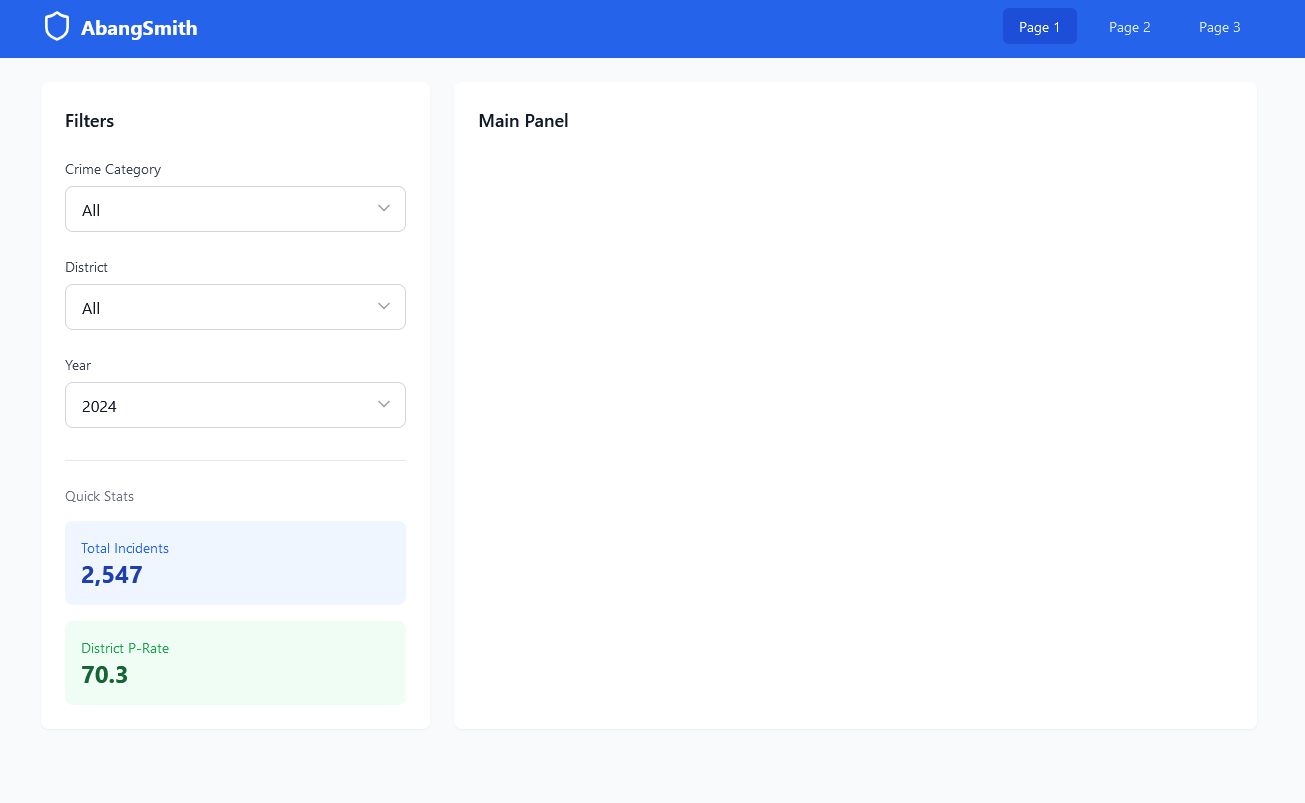 AbangSmith
Page 1
Page 2
Page 3
Filters
Crime Category
All
District
All
Year
2024
Quick Stats
Total Incidents
2,547
District P-Rate
70.3
Main Panel